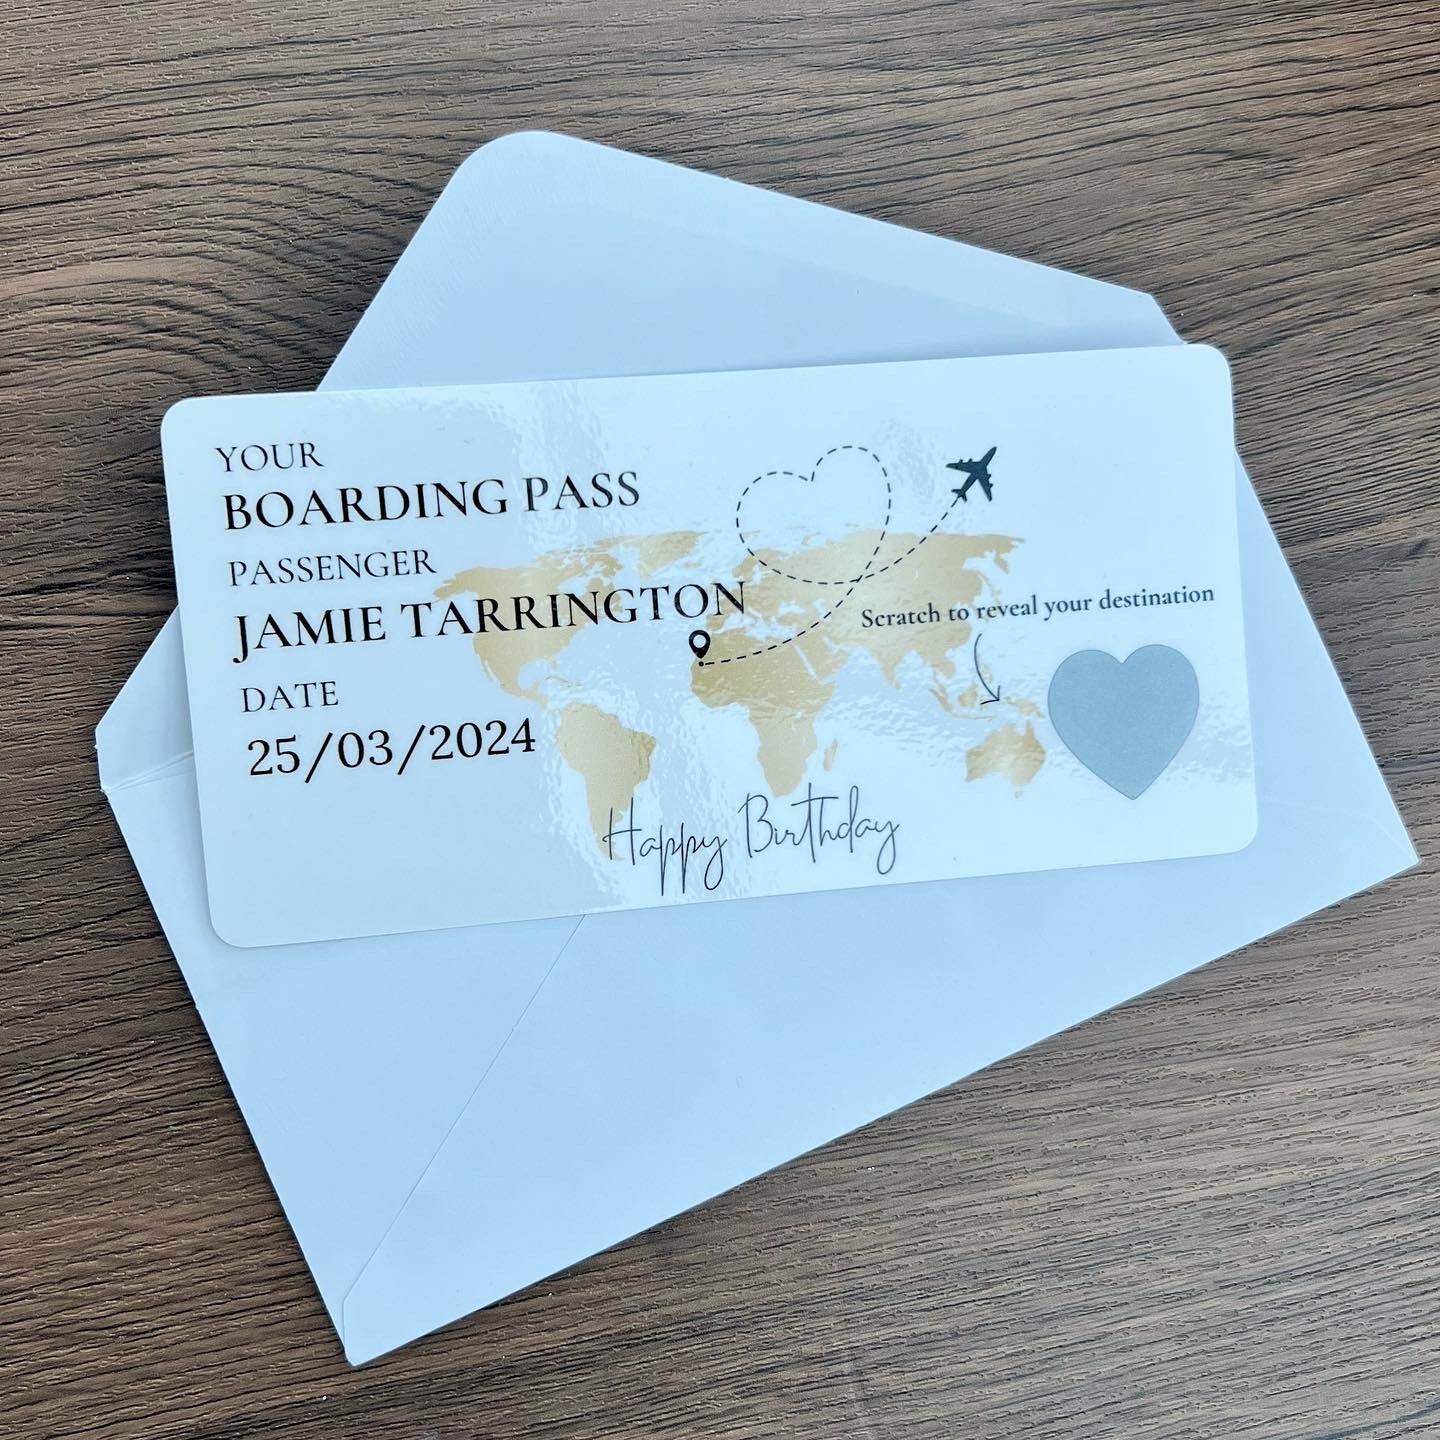 YOUR
BOARDING PASS
PASSENGER
JAMIE TARRINGTON
DATE
25/03/2024
Scratch to reveal your destination
Happy Birthday